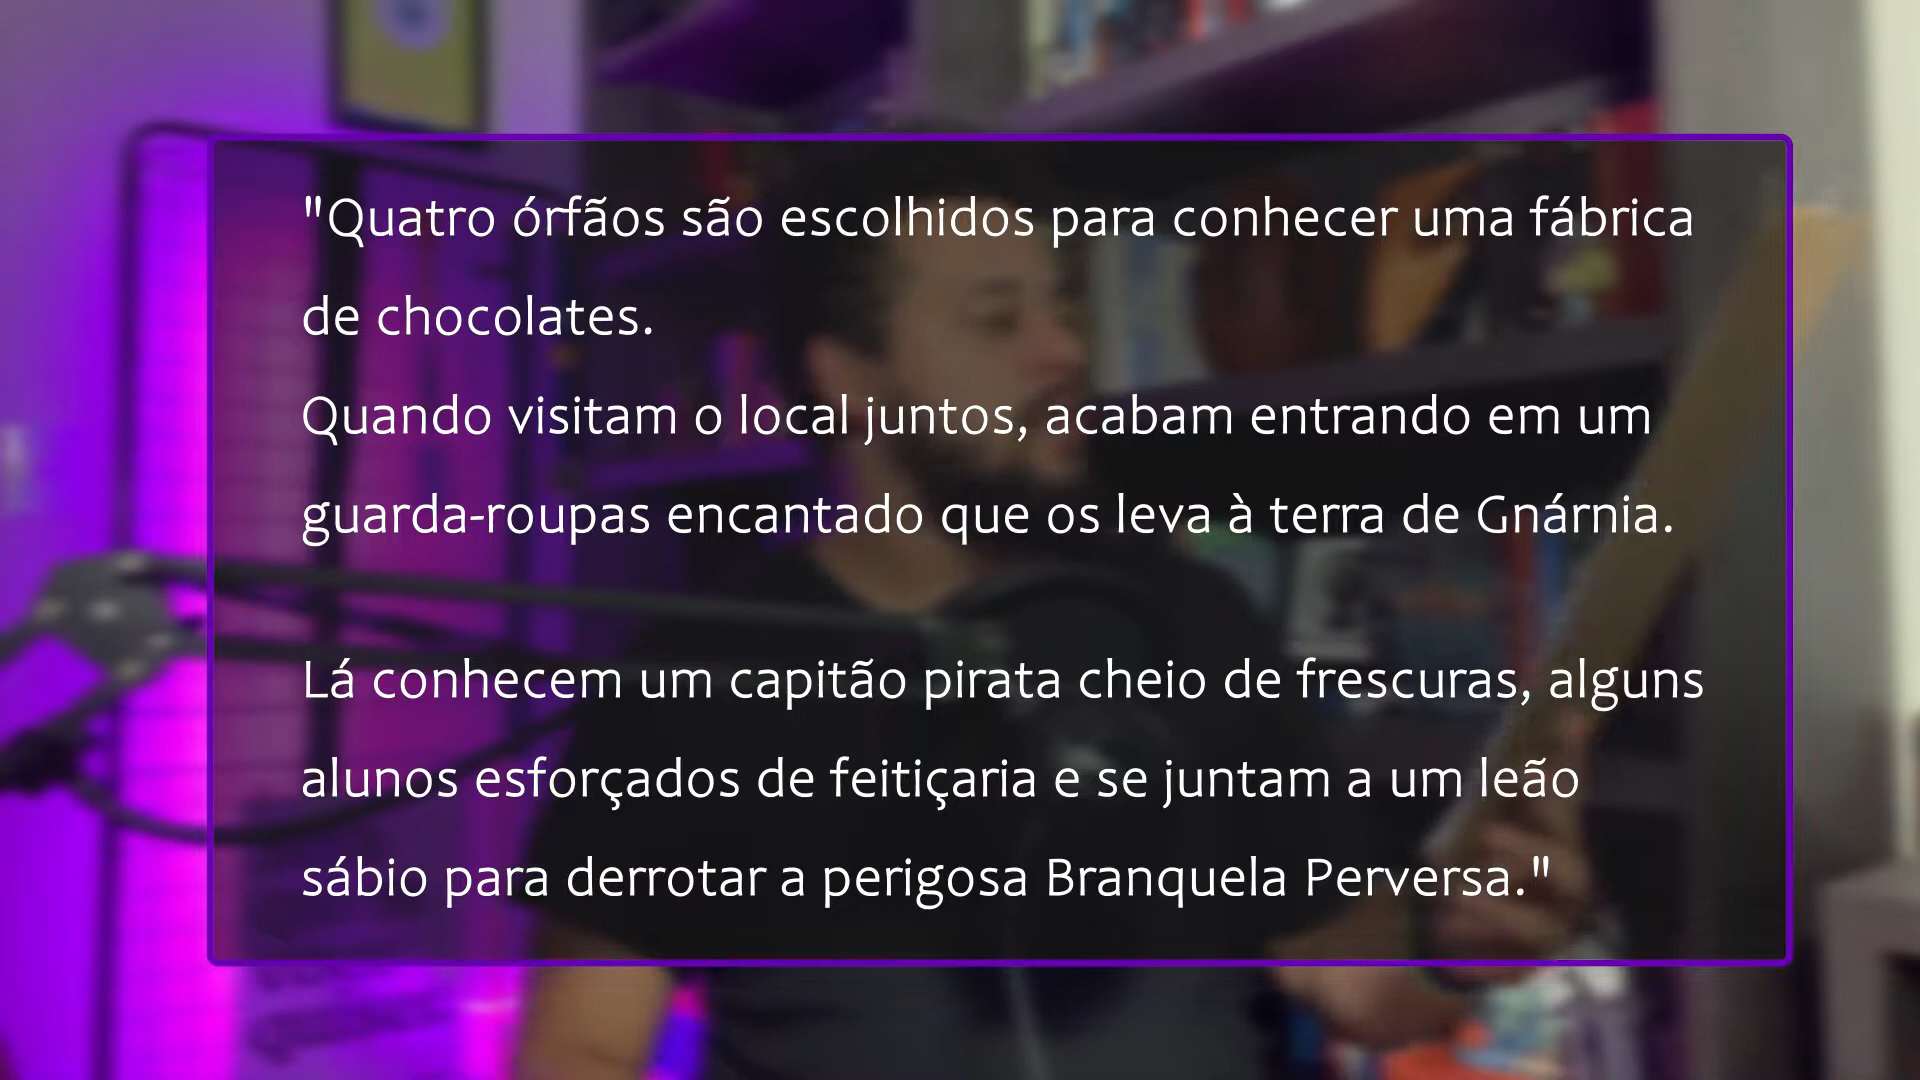 "Quatro órfãos são escolhidos para conhecer uma fábrica
de chocolates.
Quando visitam o local juntos, acabam entrando em um
guarda-roupas encantado que os leva à terra de Gnárnia.
Lá conhecem um capitão pirata cheio de frescuras, alguns
alunos esforçados de feitiçaria e se juntam a um leão
sábio para derrotar a perigosa Branquela Perversa."